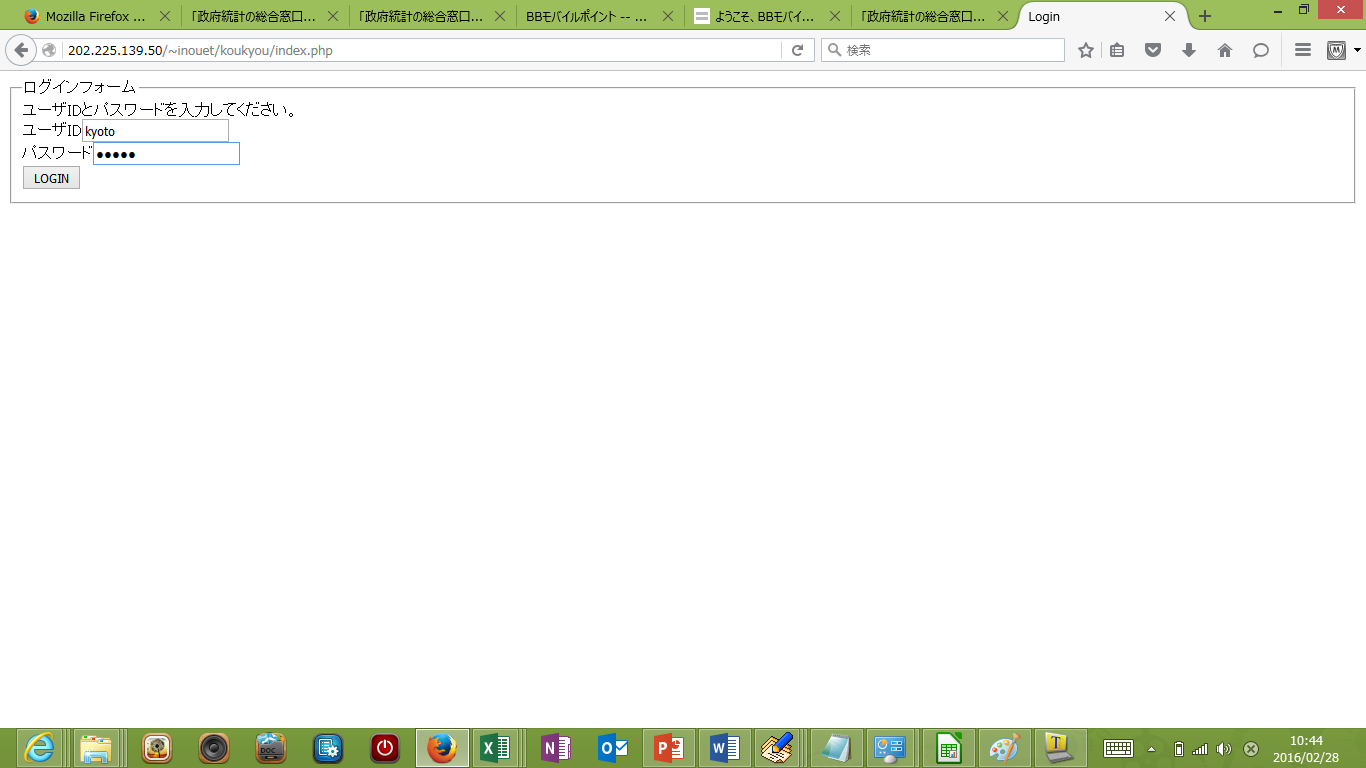 Mozilla Firefox ...
「政府統計の総合窓口...
「政府統計の総合窓口...
BBモバイルポイント -- ...
ようこそ、BBモバイ...
「政府統計の総合窓口...
Login
202.225.139.50/~inouet/koukyou/index.php
検索
ログインフォーム
ユーザIDとパスワードを入力してください。
ユーザID kyoto
パスワード ●●●●●
LOGIN
10:44
2016/02/28